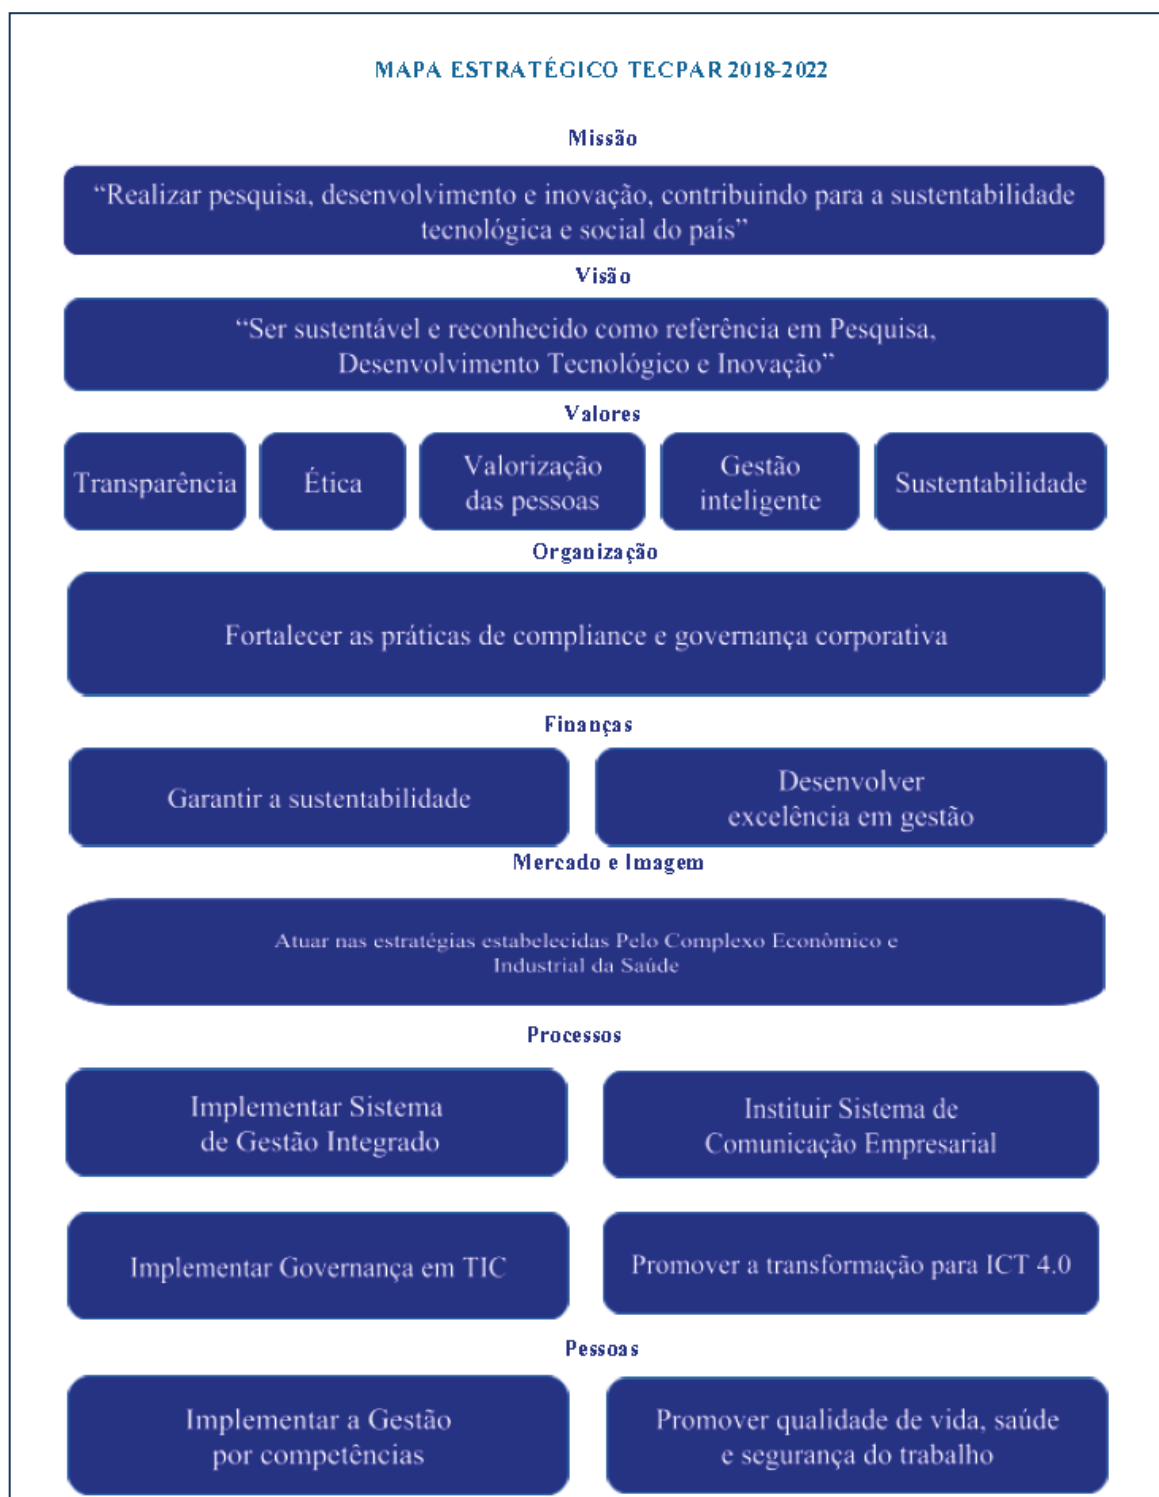 MAPA ESTRATÉGICO TECPAR 2018-2022
Missão
“Realizar pesquisa, desenvolvimento e inovação, contribuindo para a sustentabilidade
tecnológica e social do país”
Visão
“Ser sustentável e reconhecido como referência em Pesquisa,
Desenvolvimento Tecnológico e Inovação”
Valores
Transparência
Ética
Valorização
das pessoas
Gestão
inteligente
Sustentabilidade
Organização
Fortalecer as práticas de compliance e governança corporativa
Finanças
Garantir a sustentabilidade
Desenvolver
excelência em gestão
Mercado e Imagem
Atuar nas estratégias estabelecidas Pelo Complexo Econômico e
Industrial da Saúde
Processos
Implementar Sistema
de Gestão Integrado
Instituir Sistema de
Comunicação Empresarial
Implementar Governança em TIC
Promover a transformação para ICT 4.0
Pessoas
Implementar a Gestão
por competências
Promover qualidade de vida, saúde
e segurança do trabalho